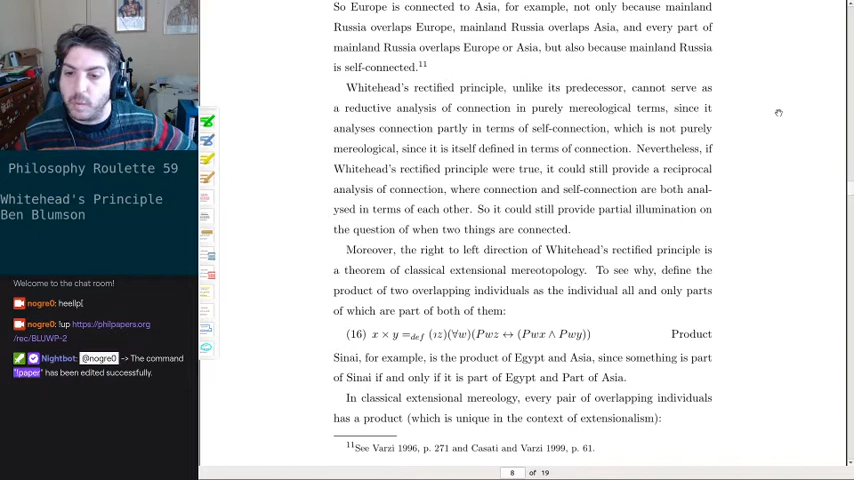 Philosophy Roulette 59
Whitehead's Principle
Ben Blumson
Welcome to the chat room!
nogre0: heellp[
nogre0: !up https://philpapers.org
/rec/BLUWP-2
Nightbot: @nogre0 -> The command
"!paper" has been edited successfully.
So Europe is connected to Asia, for example, not only because mainland
Russia overlaps Europe, mainland Russia overlaps Asia, and every part of
mainland Russia overlaps Europe or Asia, but also because mainland Russia
is self-connected.11
Whitehead's rectified principle, unlike its predecessor, cannot serve as
a reductive analysis of connection in purely mereological terms, since it
analyses connection partly in terms of self-connection, which is not purely
mereological, since it is itself defined in terms of connection. Nevertheless, if
Whitehead's rectified principle were true, it could still provide a reciprocal
analysis of connection, where connection and self-connection are both anal-
ysed in terms of each other. So it could still provide partial illumination on
the question of when two things are connected.
Moreover, the right to left direction of Whitehead's rectified principle is
a theorem of classical extensional mereotopology. To see why, define the
product of two overlapping individuals as the individual all and only parts
of which are part of both of them:
(16) x × y =def (ιz)(∀w)(Pwz ↔ (Pwx ∧ Pwy)) Product
Sinai, for example, is the product of Egypt and Asia, since something is part
of Sinai if and only if it is part of Egypt and Part of Asia.
In classical extensional mereology, every pair of overlapping individuals
has a product (which is unique in the context of extensionalism):
11See Varzi 1996, p. 271 and Casati and Varzi 1999, p. 61.
8 of 19